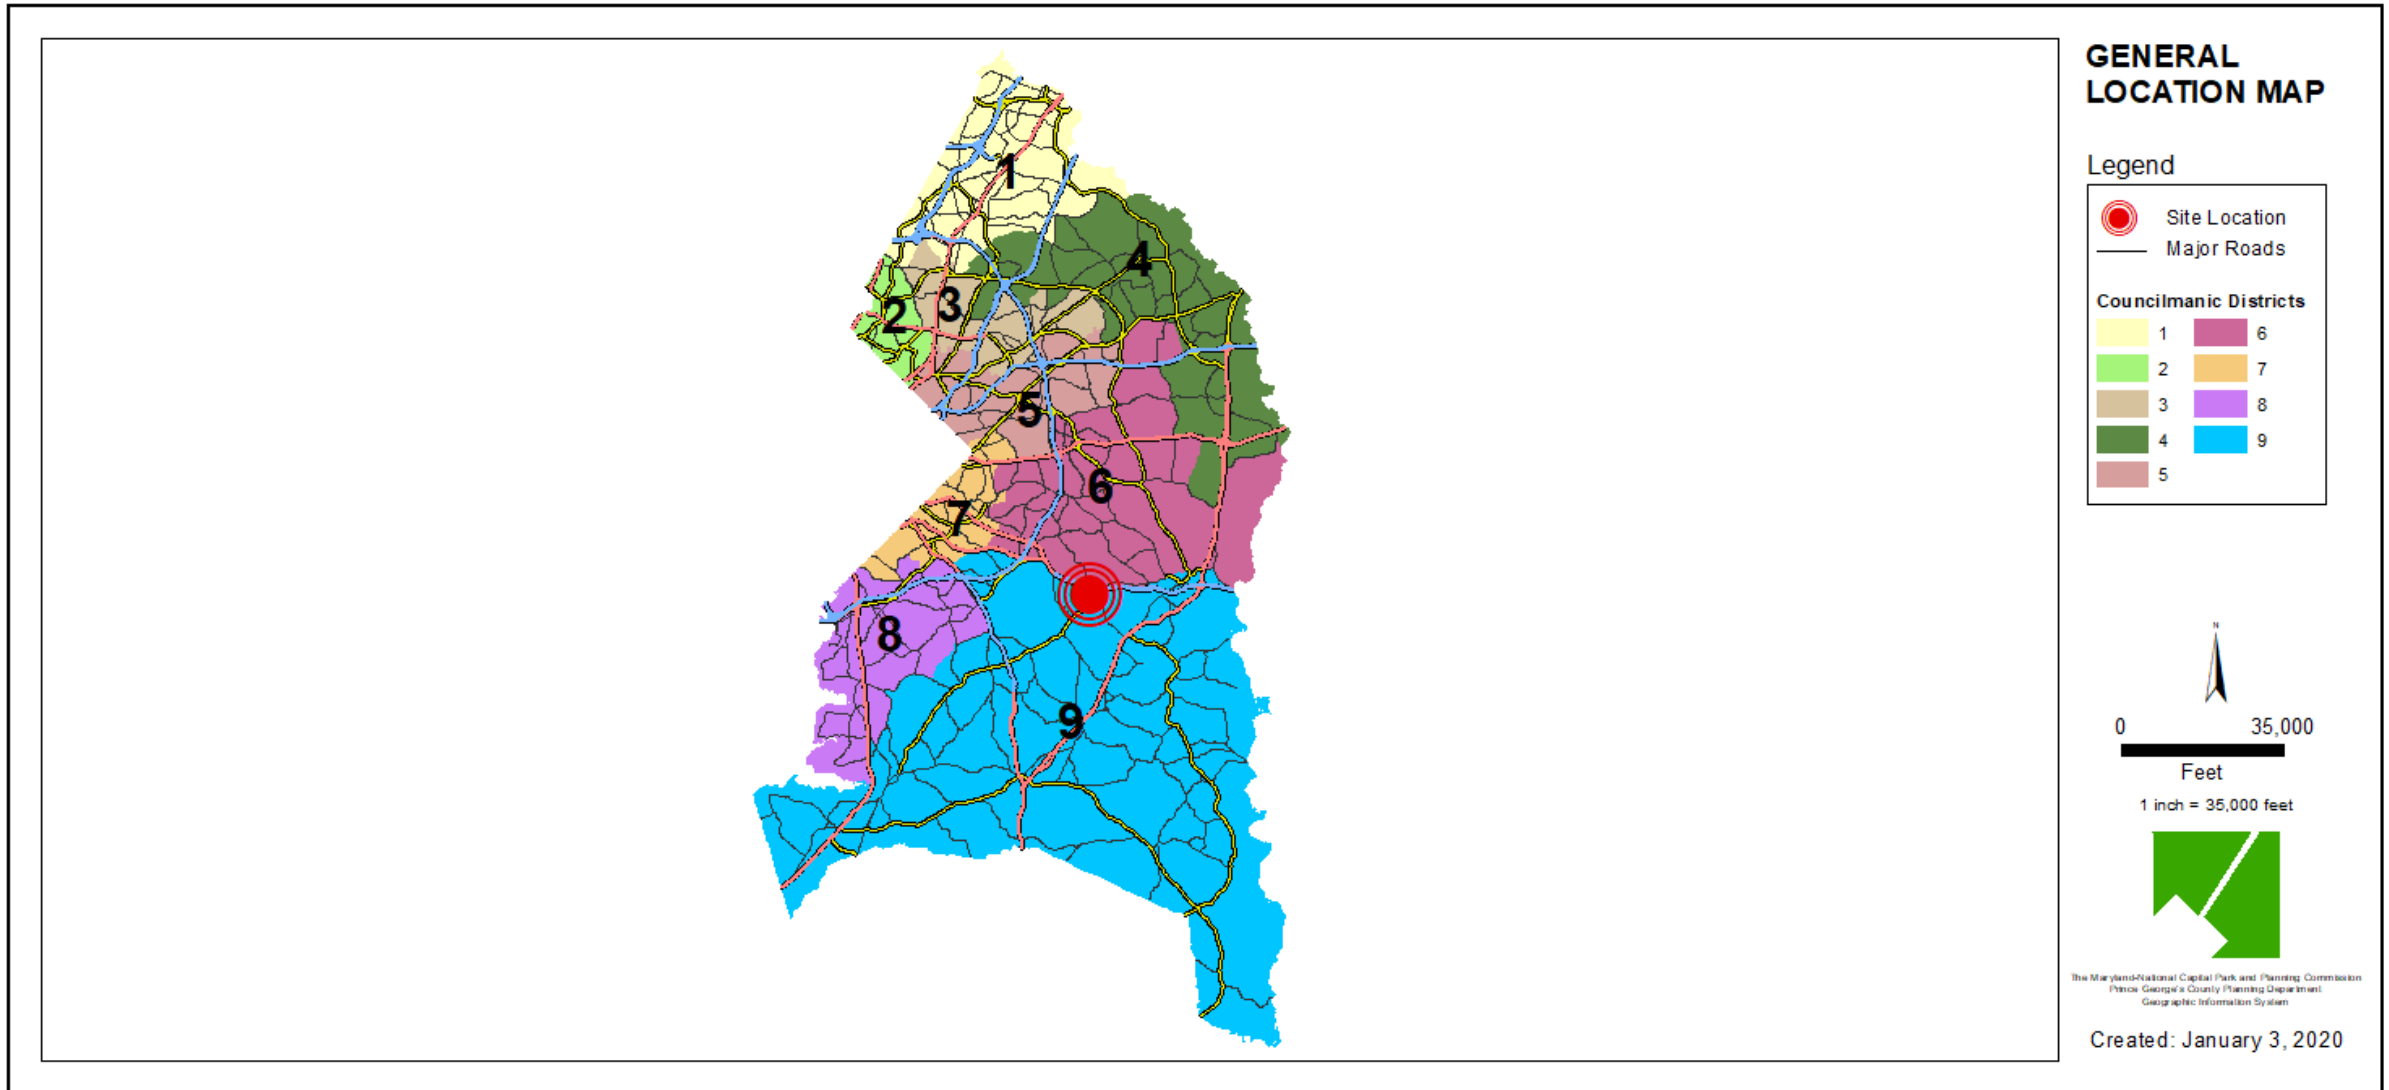 GENERAL
LOCATION MAP
Legend
Site Location
Major Roads
Councilmanic Districts
1 6
2 7
3 8
4 9
5
1
4
2
3
5
6
7
8
9
N
0 35,000
Feet
1 inch = 35,000 feet
The Maryland-National Capital Park and Planning Commission
Prince George's County Planning Department
Geographic Information System
Created: January 3, 2020